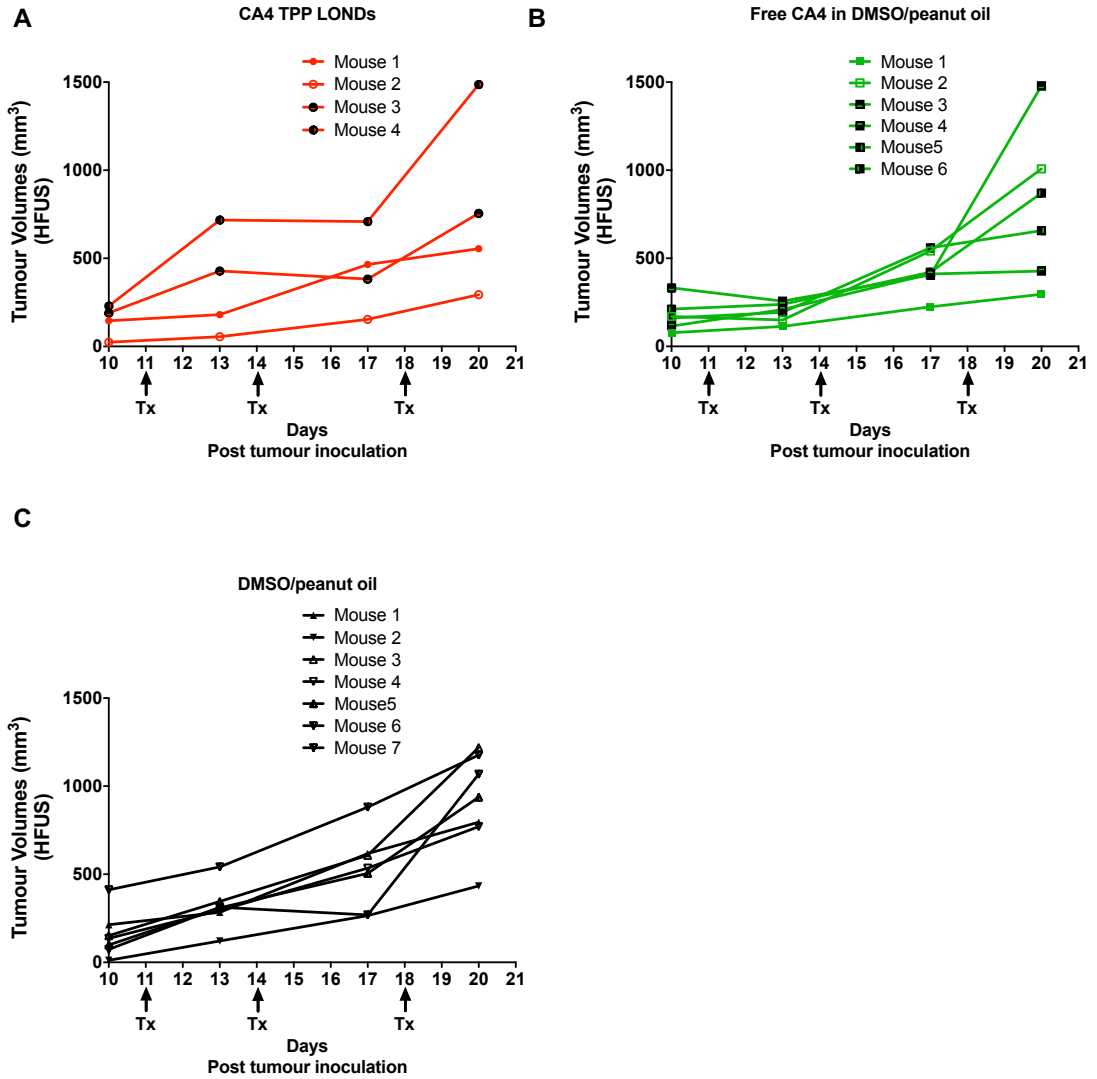 A
CA4 TPP LONDs
Mouse 1
Mouse 2
Mouse 3
Mouse 4
Tumour Volumes (mm³)
(HFUS)
1500
1000
500
0
10 11 12 13 14 15 16 17 18 19 20 21
Tx Tx Tx
Days
Post tumour inoculation
B
Free CA4 in DMSO/peanut oil
Mouse 1
Mouse 2
Mouse 3
Mouse 4
Mouse5
Mouse 6
Tumour Volumes (mm³)
(HFUS)
1500
1000
500
0
10 11 12 13 14 15 16 17 18 19 20 21
Tx Tx Tx
Days
Post tumour inoculation
C
DMSO/peanut oil
Mouse 1
Mouse 2
Mouse 3
Mouse 4
Mouse5
Mouse 6
Mouse 7
Tumour Volumes (mm³)
(HFUS)
1500
1000
500
0
10 11 12 13 14 15 16 17 18 19 20 21
Tx Tx Tx
Days
Post tumour inoculation